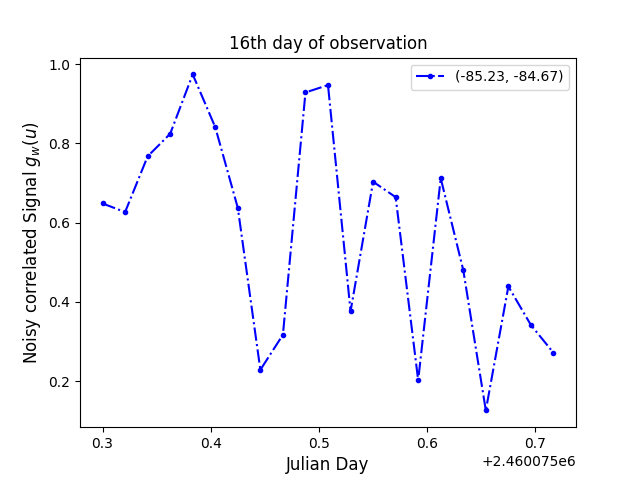 16th day of observation
(-85.23, -84.67)
Noisy correlated Signal g_w(u)
1.0
0.8
0.6
0.4
0.2
0.3 0.4 0.5 0.6 0.7
+2.460075e6
Julian Day